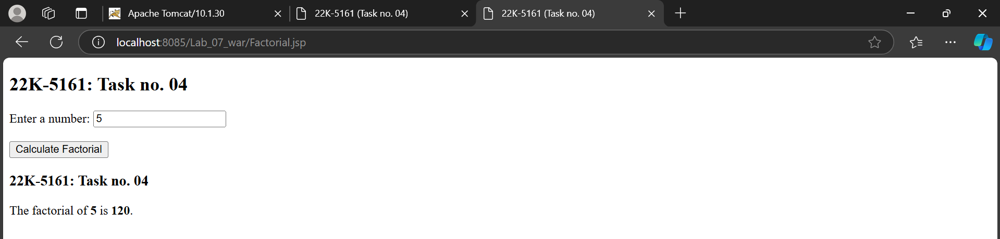 Apache Tomcat/10.1.30
22K-5161 (Task no. 04)
22K-5161 (Task no. 04)
localhost:8085/Lab_07_war/Factorial.jsp
22K-5161: Task no. 04
Enter a number: 5
Calculate Factorial
22K-5161: Task no. 04
The factorial of 5 is 120.